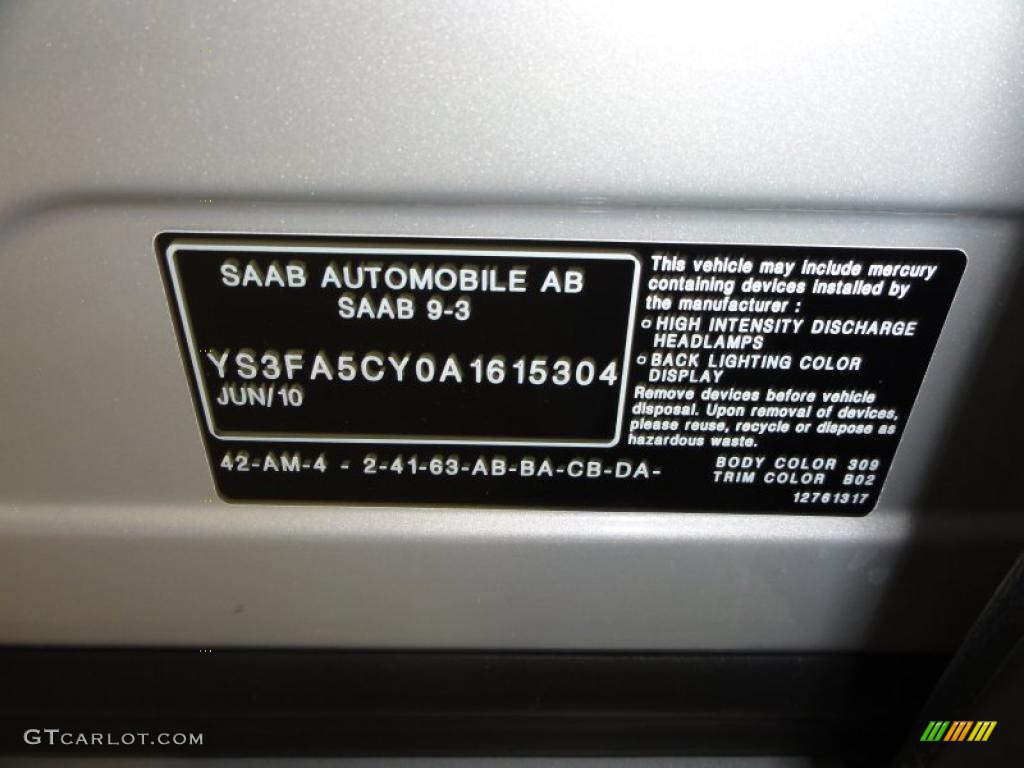 SAAB AUTOMOBILE AB
SAAB 9-3
YS3FA5CY0A1615304
JUN/10
42-AM-4 - 2-41-63-AB-BA-CB-DA-
This vehicle may include mercury
containing devices installed by
the manufacturer :
o HIGH INTENSITY DISCHARGE
HEADLAMPS
o BACK LIGHTING COLOR
DISPLAY
Remove devices before vehicle
disposal. Upon removal of devices,
please reuse, recycle or dispose as
hazardous waste.
BODY COLOR 309
TRIM COLOR B02
12761317
GTCARLOT.COM